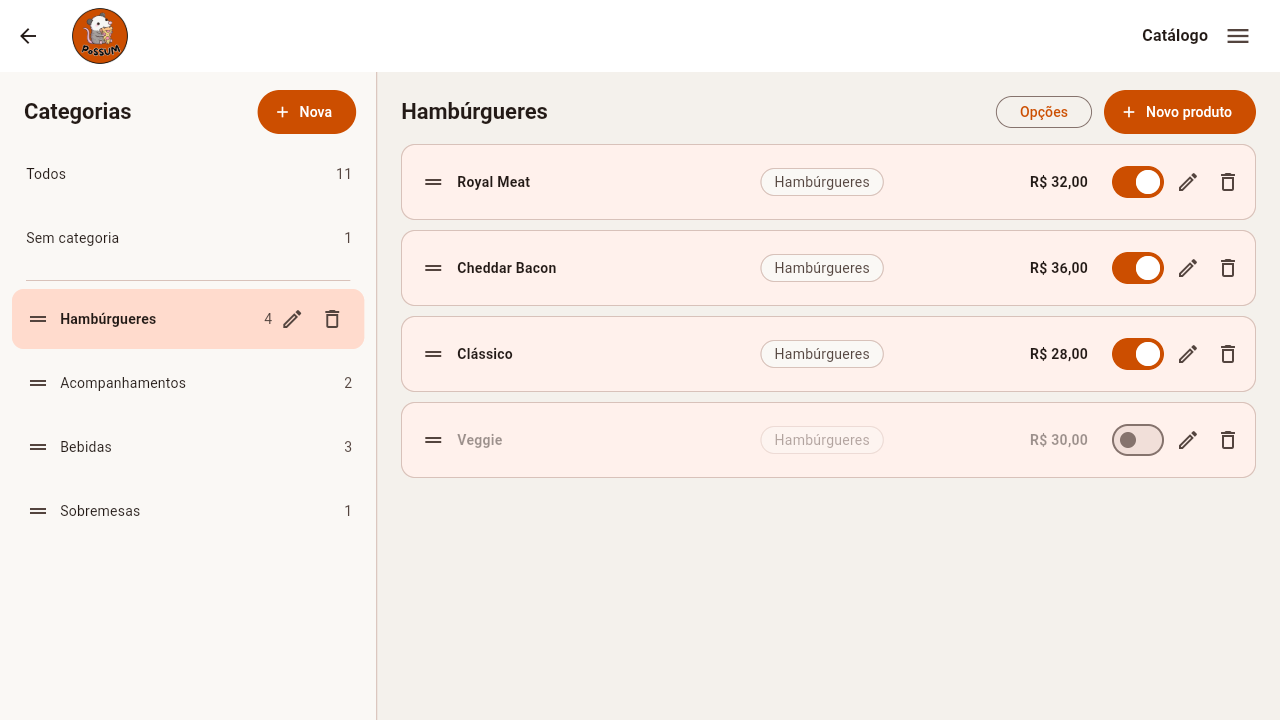 POSSUM
Catálogo
Categorias
Nova
Todos 11
Sem categoria 1
Hambúrgueres 4
Acompanhamentos 2
Bebidas 3
Sobremesas 1
Hambúrgueres
Opções
Novo produto
Royal Meat Hambúrgueres R$ 32,00
Cheddar Bacon Hambúrgueres R$ 36,00
Clássico Hambúrgueres R$ 28,00
Veggie Hambúrgueres R$ 30,00